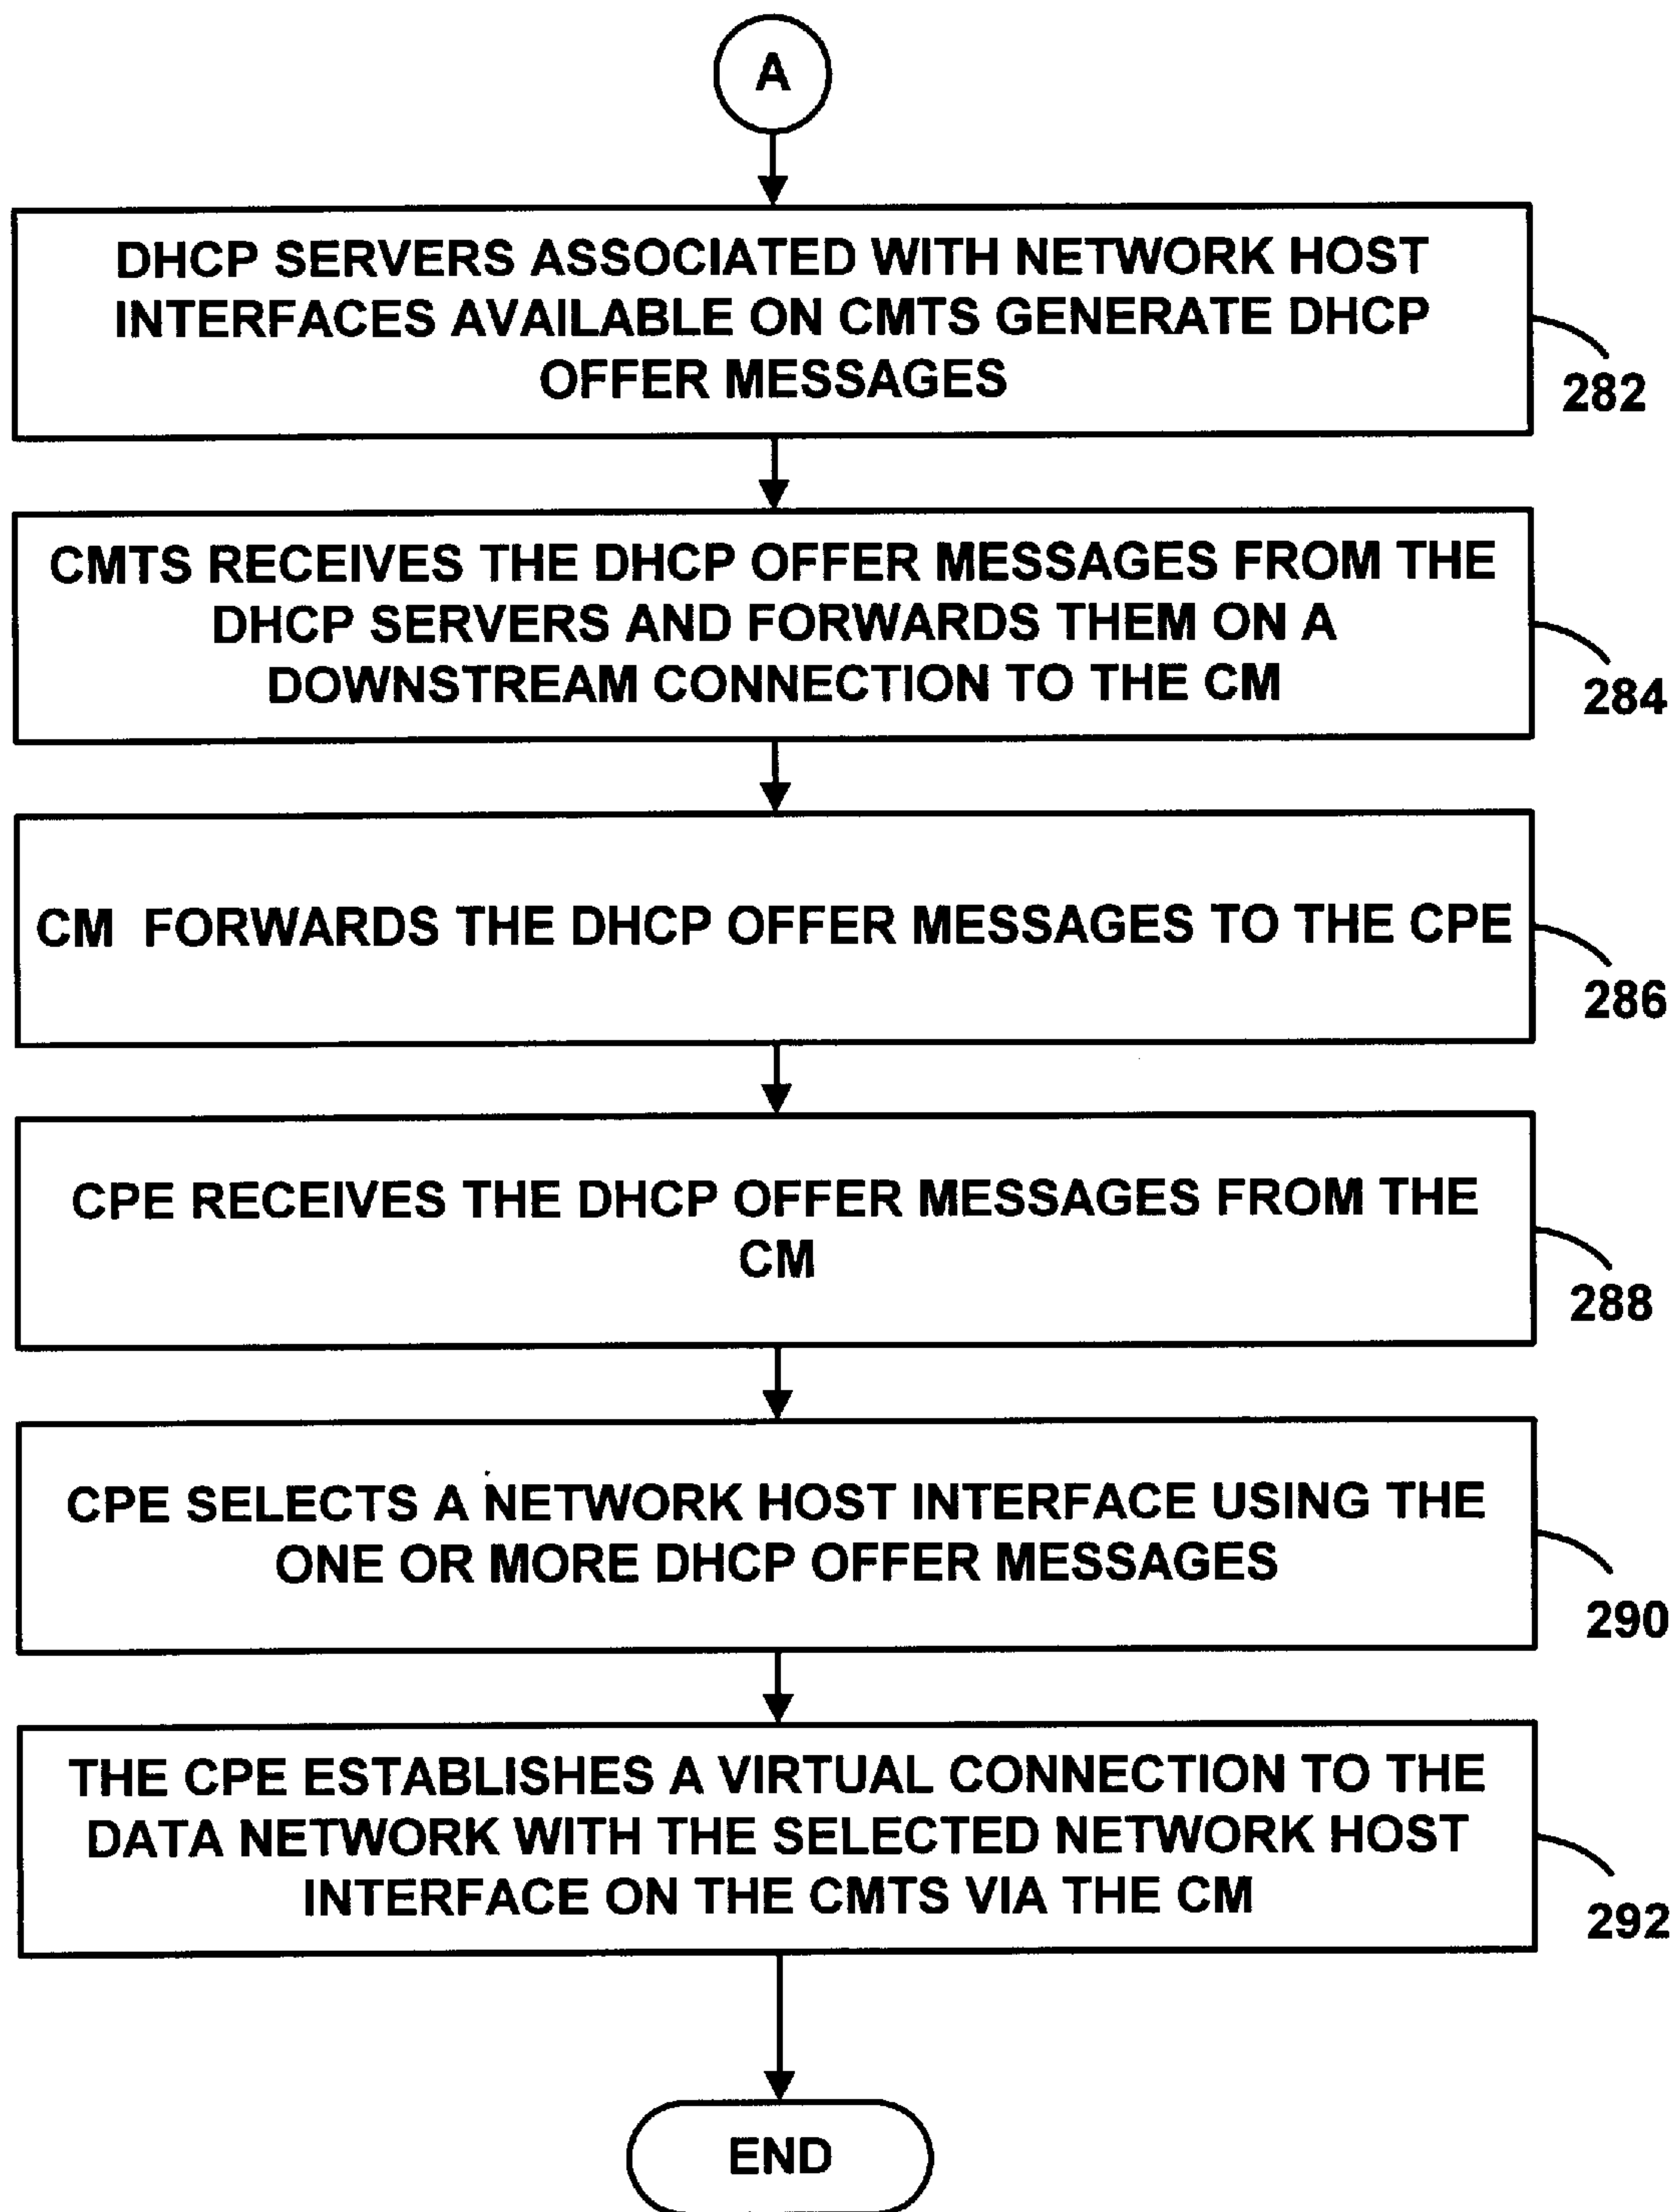 A
DHCP SERVERS ASSOCIATED WITH NETWORK HOST
INTERFACES AVAILABLE ON CMTS GENERATE DHCP
OFFER MESSAGES
282
CMTS RECEIVES THE DHCP OFFER MESSAGES FROM THE
DHCP SERVERS AND FORWARDS THEM ON A
DOWNSTREAM CONNECTION TO THE CM
284
CM FORWARDS THE DHCP OFFER MESSAGES TO THE CPE
286
CPE RECEIVES THE DHCP OFFER MESSAGES FROM THE
CM
288
CPE SELECTS A NETWORK HOST INTERFACE USING THE
ONE OR MORE DHCP OFFER MESSAGES
290
THE CPE ESTABLISHES A VIRTUAL CONNECTION TO THE
DATA NETWORK WITH THE SELECTED NETWORK HOST
INTERFACE ON THE CMTS VIA THE CM
292
END